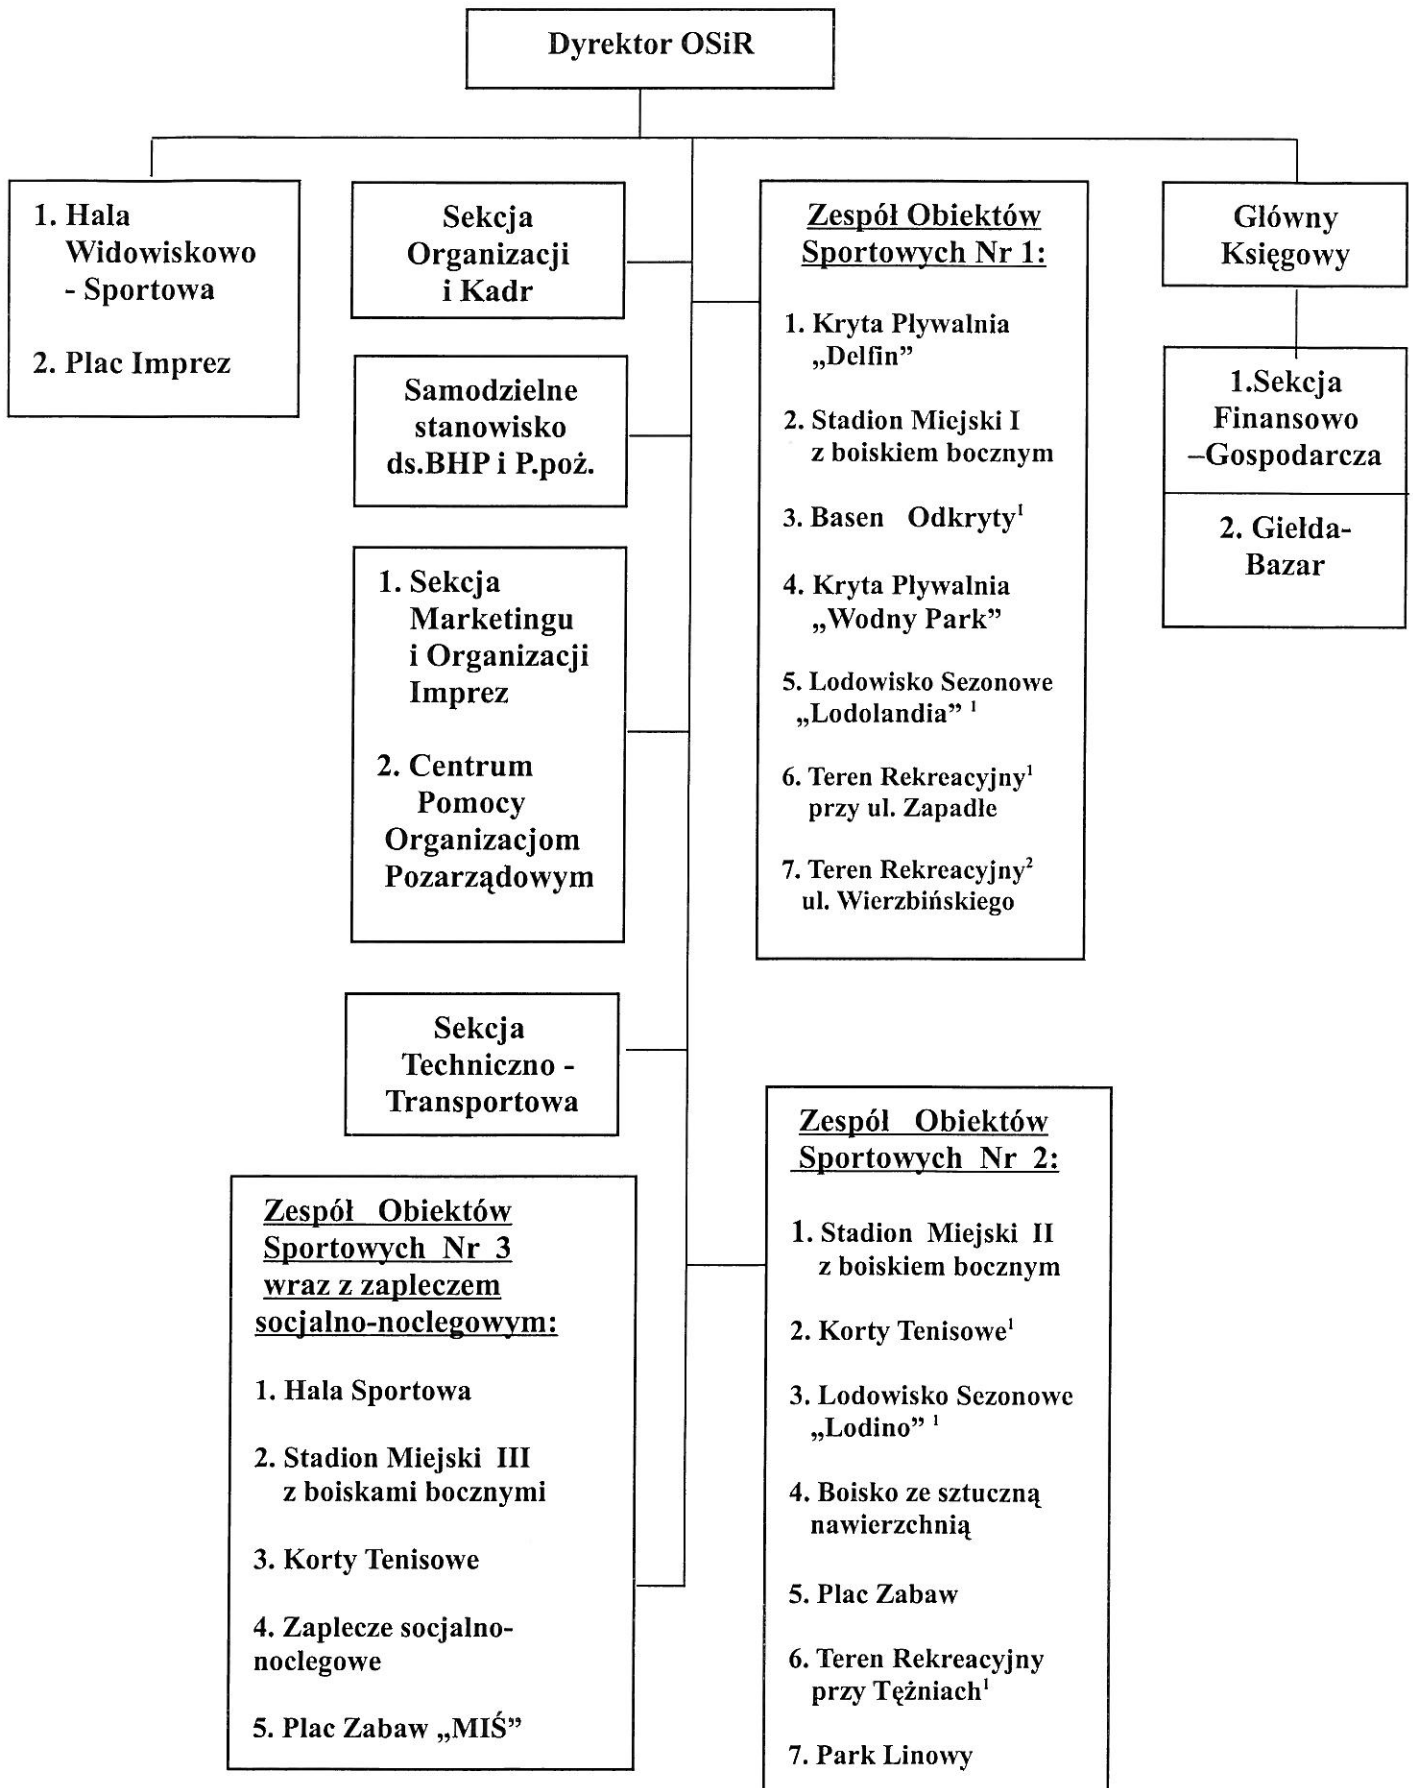 Dyrektor OSiR
1. Hala
Widowiskowo
- Sportowa
2. Plac Imprez
Sekcja
Organizacji
i Kadr
Samodzielne
stanowisko
ds.BHP i P.poż.
1. Sekcja
Marketingu
i Organizacji
Imprez
2. Centrum
Pomocy
Organizacjom
Pozarządowym
Sekcja
Techniczno -
Transportowa
Zespół Obiektów
Sportowych Nr 1:
1. Kryta Pływalnia
„Delfin”
2. Stadion Miejski I
z boiskiem bocznym
3. Basen Odkryty¹
4. Kryta Pływalnia
„Wodny Park”
5. Lodowisko Sezonowe
„Lodolandia” ¹
6. Teren Rekreacyjny¹
przy ul. Zapadłe
7. Teren Rekreacyjny²
ul. Wierzbińskiego
Główny
Księgowy
1.Sekcja
Finansowo
–Gospodarcza
2. Giełda-
Bazar
Zespół Obiektów
Sportowych Nr 3
wraz z zapleczem
socjalno-noclegowym:
1. Hala Sportowa
2. Stadion Miejski III
z boiskami bocznymi
3. Korty Tenisowe
4. Zaplecze socjalno-
noclegowe
5. Plac Zabaw „MIŚ”
Zespół Obiektów
Sportowych Nr 2:
1. Stadion Miejski II
z boiskiem bocznym
2. Korty Tenisowe¹
3. Lodowisko Sezonowe
„Lodino” ¹
4. Boisko ze sztuczną
nawierzchnią
5. Plac Zabaw
6. Teren Rekreacyjny
przy Tężniach¹
7. Park Linowy